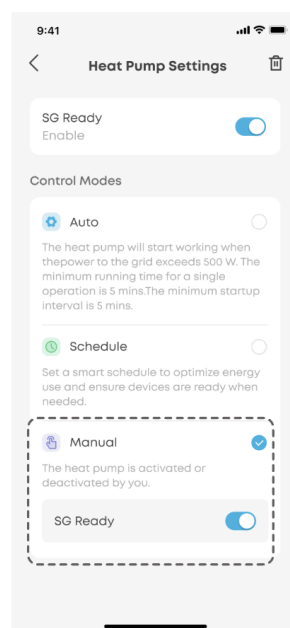 9:41
Heat Pump Settings
SG Ready
Enable
Control Modes
Auto
The heat pump will start working when
thepower to the grid exceeds 500 W. The
minimum running time for a single
operation is 5 mins.The minimum startup
interval is 5 mins.
Schedule
Set a smart schedule to optimize energy
use and ensure devices are ready when
needed.
Manual
The heat pump is activated or
deactivated by you.
SG Ready